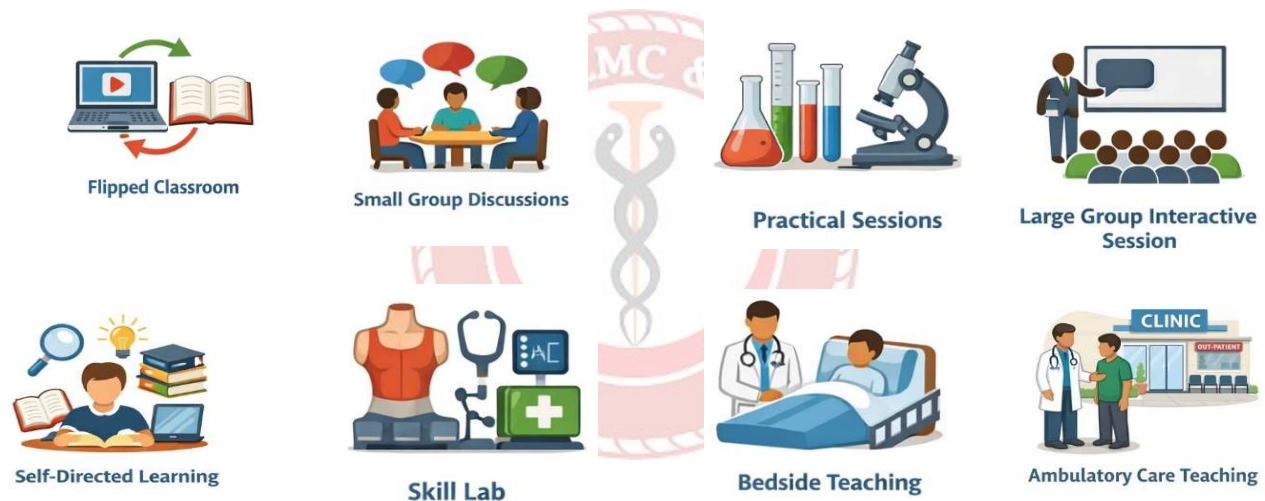 Flipped Classroom
Small Group Discussions
Practical Sessions
Large Group Interactive
Session
MC &
CLINIC
OUT-PATIENT
Self-Directed Learning
Skill Lab
Bedside Teaching
Ambulatory Care Teaching